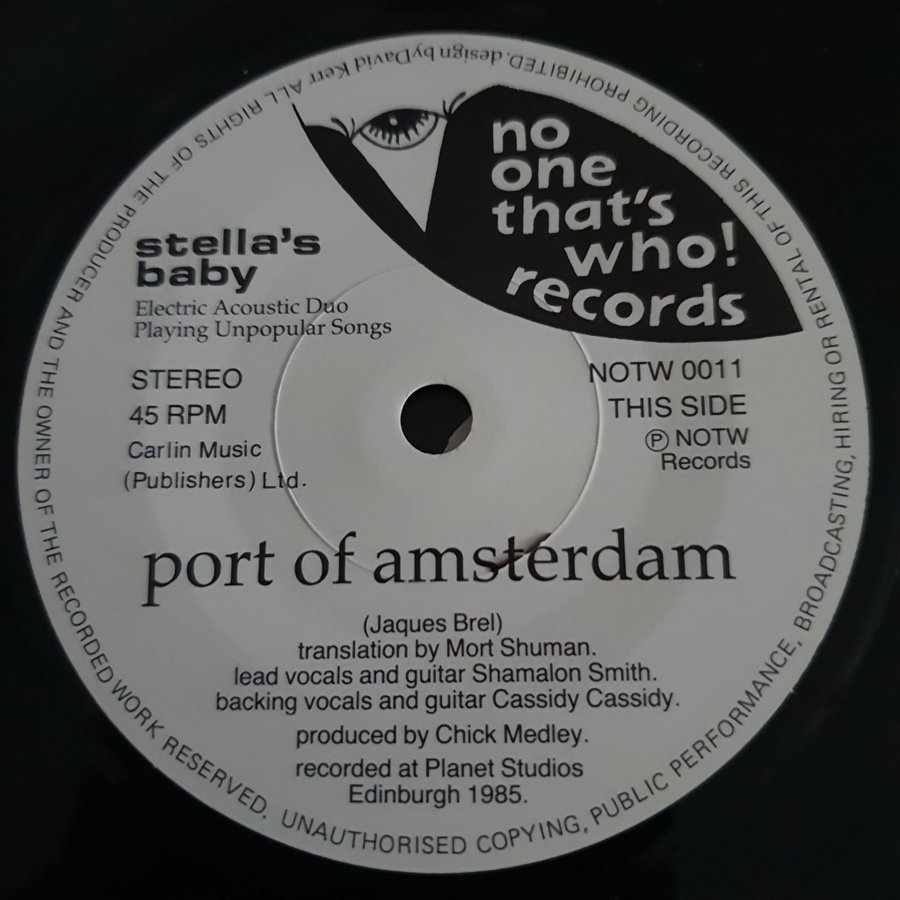 no
one
that's
who!
records
stella's
baby
Electric Acoustic Duo
Playing Unpopular Songs
STEREO
45 RPM
Carlin Music
(Publishers) Ltd.
NOTW 0011
THIS SIDE
Ⓟ NOTW
Records
port of amsterdam
(Jaques Brel)
translation by Mort Shuman.
lead vocals and guitar Shamalon Smith.
backing vocals and guitar Cassidy Cassidy.
produced by Chick Medley.
recorded at Planet Studios
Edinburgh 1985.
ALL RIGHTS OF THE PRODUCER AND THE OWNER OF THE RECORDED WORK RESERVED. UNAUTHORISED COPYING, PUBLIC PERFORMANCE, BROADCASTING, HIRING OR RENTAL OF THIS RECORDING PROHIBITED. design by David Kerr